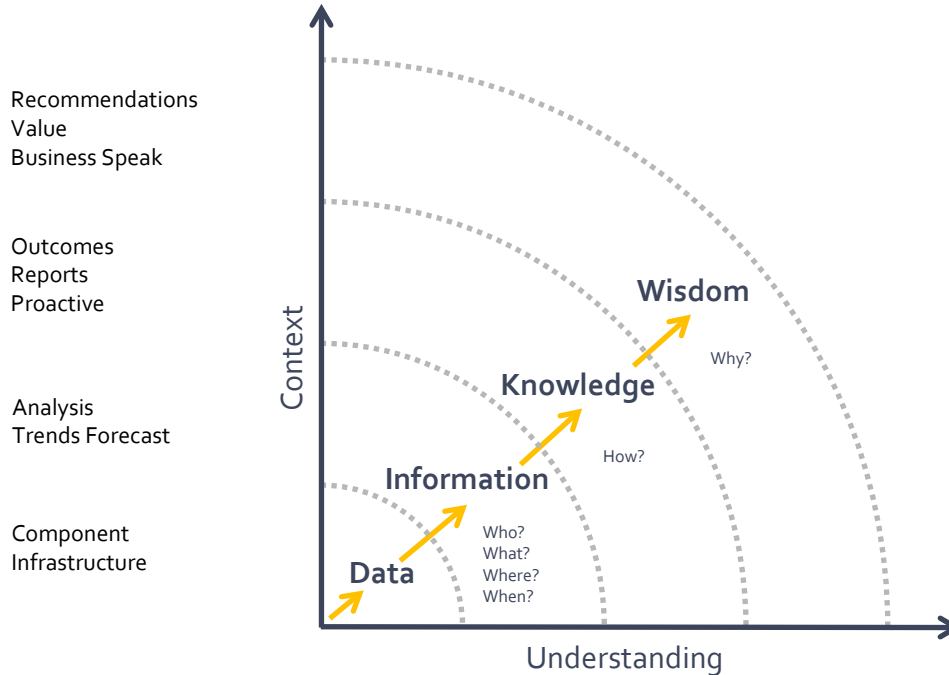 Recommendations
Value
Business Speak
Outcomes
Reports
Proactive
Analysis
Trends Forecast
Component
Infrastructure
Context
Wisdom
Why?
Knowledge
How?
Information
Who?
What?
Where?
When?
Data
Understanding